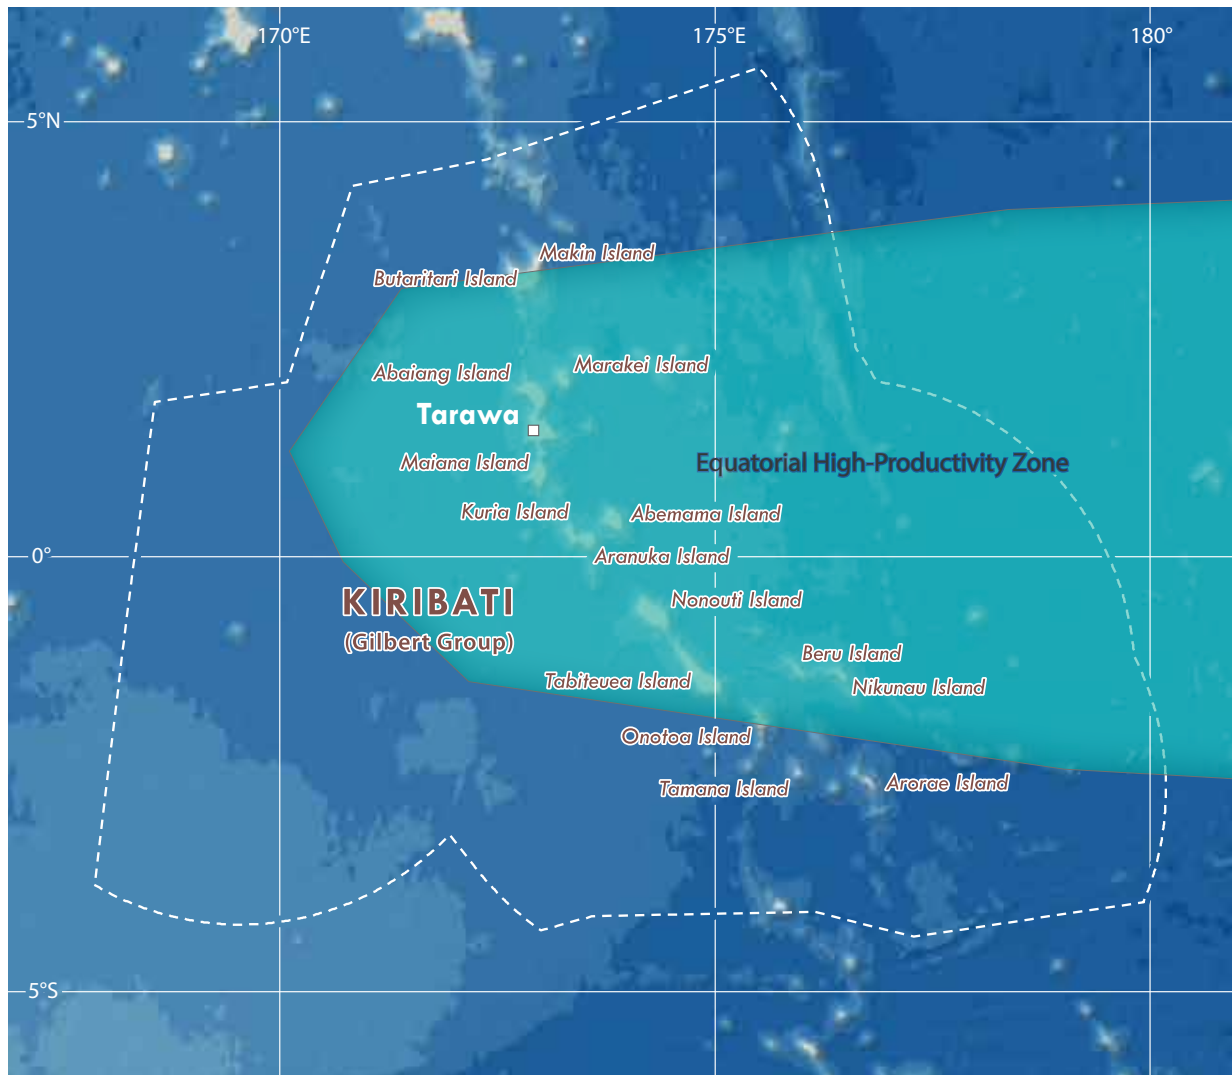 170°E
175°E
180°
5°N
Makin Island
Butaritari Island
Marakei Island
Abaiang Island
Tarawa
Maiana Island
Equatorial High-Productivity Zone
Kuria Island
Abemama Island
0°
Aranuka Island
KIRIBATI
(Gilbert Group)
Nonouti Island
Beru Island
Tabiteuea Island
Nikunau Island
Onotoa Island
Tamana Island
Arorae Island
5°S